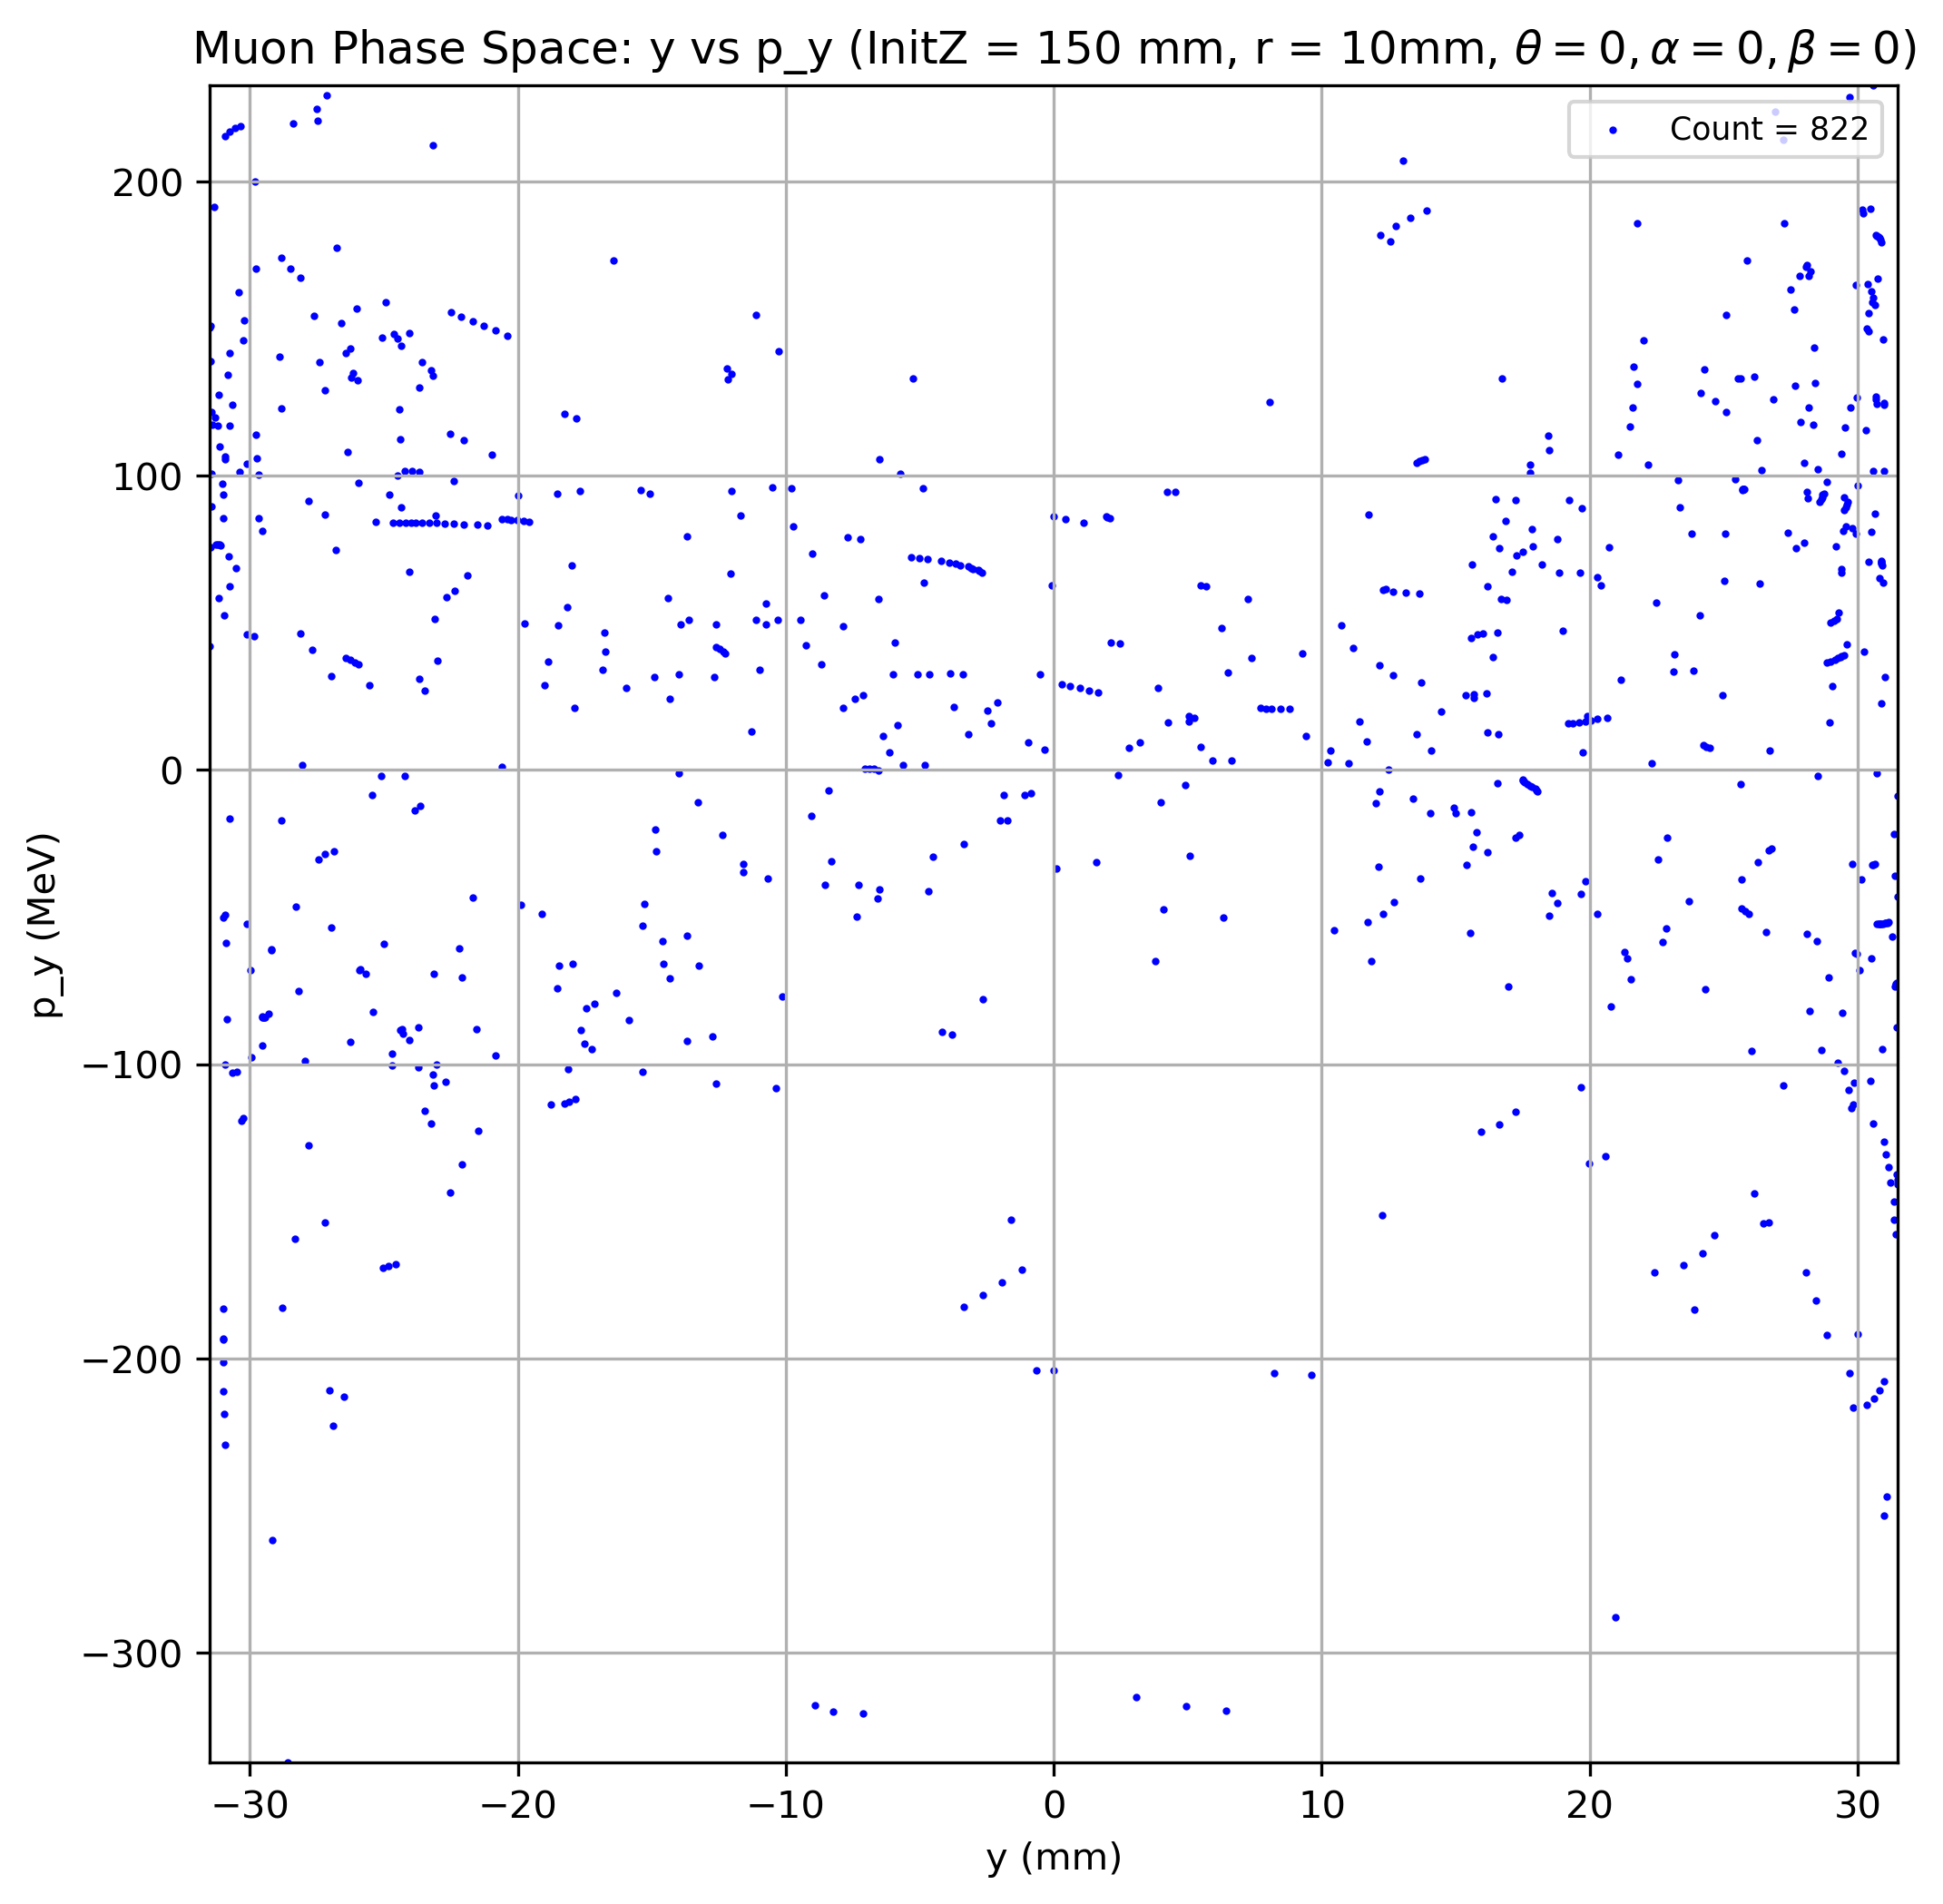 Muon Phase Space: y vs p_y (InitZ = 150 mm, r = 10mm, θ = 0, α = 0, β = 0)
Count = 822
200
100
0
−100
−200
−300
p_y (MeV)
−30 −20 −10 0 10 20 30
y (mm)